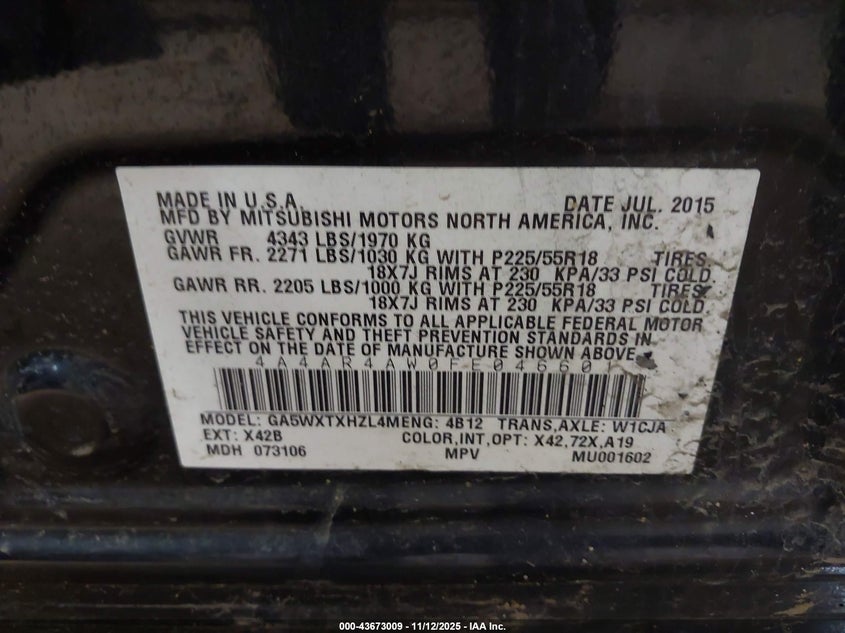 MADE IN U.S.A. DATE JUL. 2015
MFD BY MITSUBISHI MOTORS NORTH AMERICA, INC.
GVWR 4343 LBS/1970 KG
GAWR FR. 2271 LBS/1030 KG WITH P225/55R18 TIRES
18X7J RIMS AT 230 KPA/33 PSI COLD.
GAWR RR. 2205 LBS/1000 KG WITH P225/55R18 TIRES
18X7J RIMS AT 230 KPA/33 PSI COLD.
THIS VEHICLE CONFORMS TO ALL APPLICABLE FEDERAL MOTOR
VEHICLE SAFETY AND THEFT PREVENTION STANDARDS IN
EFFECT ON THE DATE OF MANUFACTURE SHOWN ABOVE.
MODEL: GA5WXTXHZL4MENG: 4B12 TRANS,AXLE: W1CJA
EXT: X42B COLOR,INT,OPT: X42,72X,A19
MDH 073106 MPV MU001602
000-43673009 - 11/12/2025 - IAA Inc.